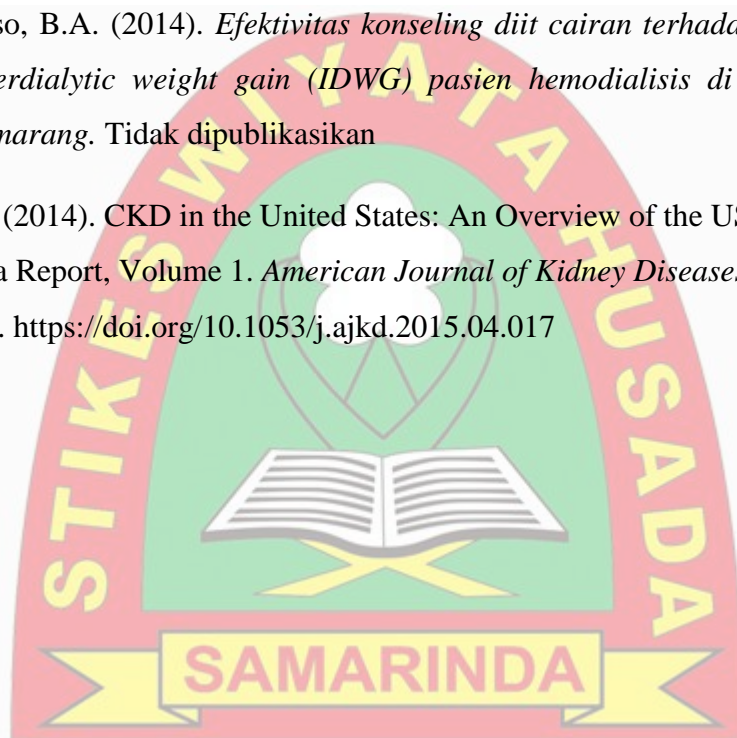 so, B.A. (2014). Efektivitas konseling diit cairan terhada
erdialytic weight gain (IDWG) pasien hemodialisis di
marang. Tidak dipublikasikan
(2014). CKD in the United States: An Overview of the US
a Report, Volume 1. American Journal of Kidney Diseases
. https://doi.org/10.1053/j.ajkd.2015.04.017
STIKES WIYATA HUSADA
SAMARINDA